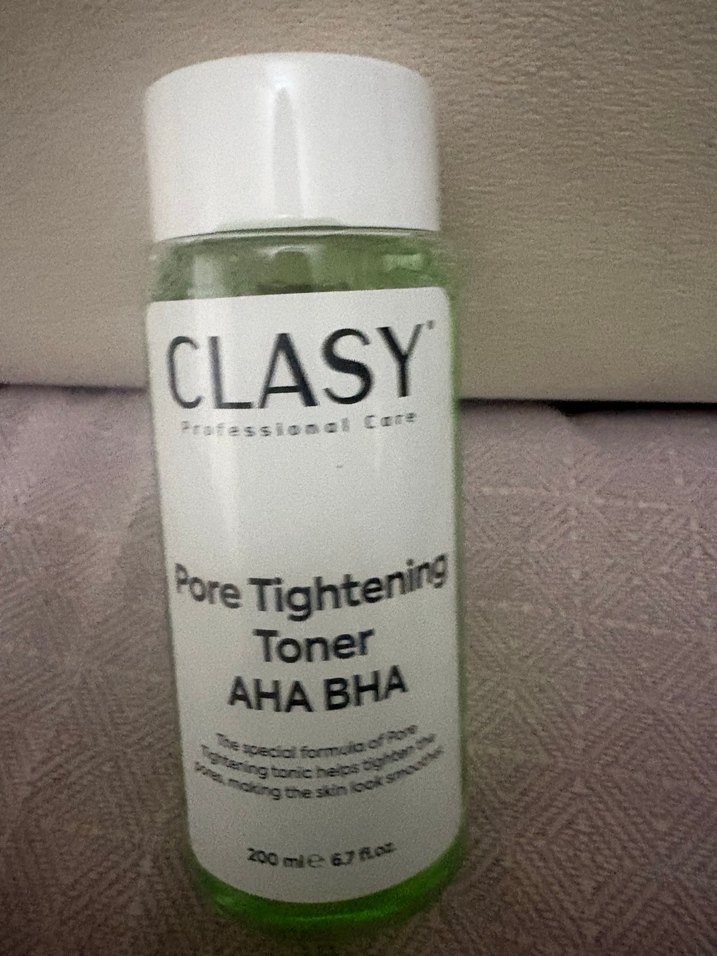 CLASY
Professional Care
Pore Tightening
Toner
AHA BHA
The special formula of Pore
Tightening tonic helps tighten the
pores, making the skin look smoother
200 ml ℮ 6.7 fl.oz.